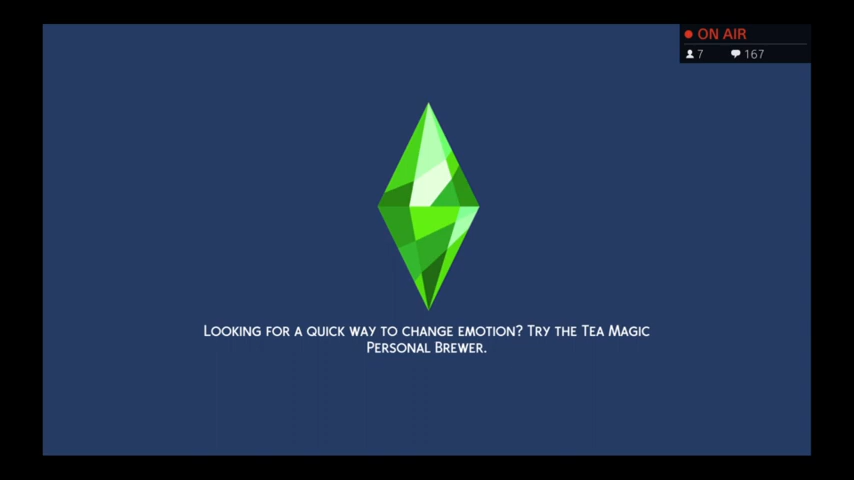 ON AIR
7 167
Looking for a quick way to change emotion? Try the Tea Magic
Personal Brewer.